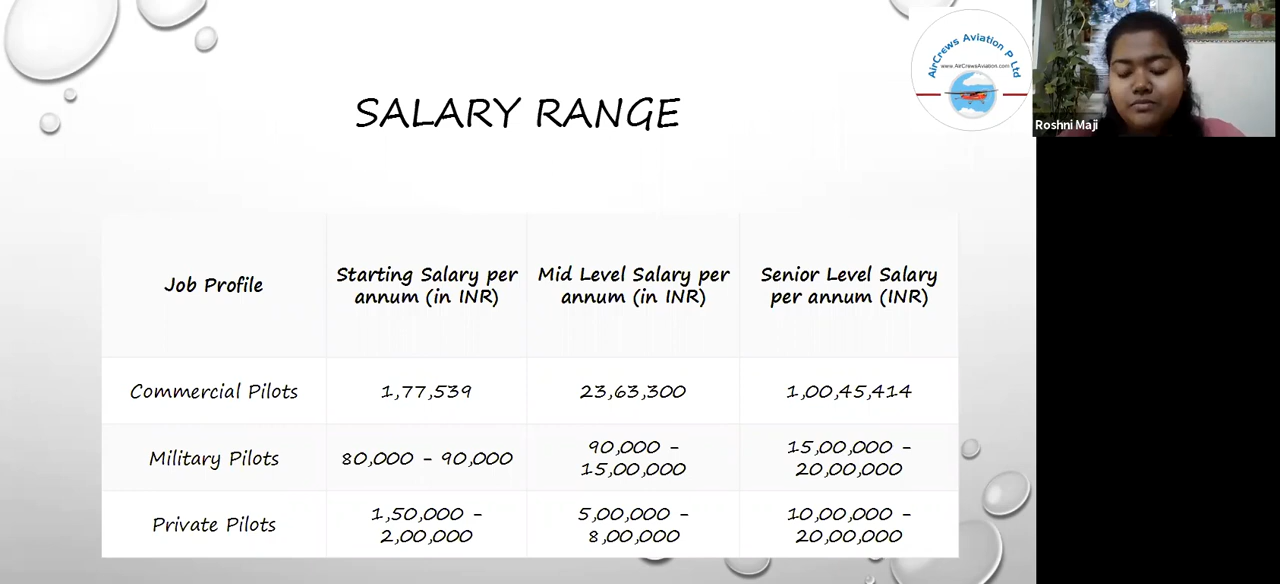 SALARY RANGE
AirCrews Aviation P Ltd
www.AirCrewsAviation.com
Roshni Maji
Job Profile
Starting Salary per
annum (in INR)
Mid Level Salary per
annum (in INR)
Senior Level Salary
per annum (INR)
Commercial Pilots
1,77,539
23,63,300
1,00,45,414
Military Pilots
80,000 - 90,000
90,000 -
15,00,000
15,00,000 -
20,00,000
Private Pilots
1,50,000 -
2,00,000
5,00,000 -
8,00,000
10,00,000 -
20,00,000